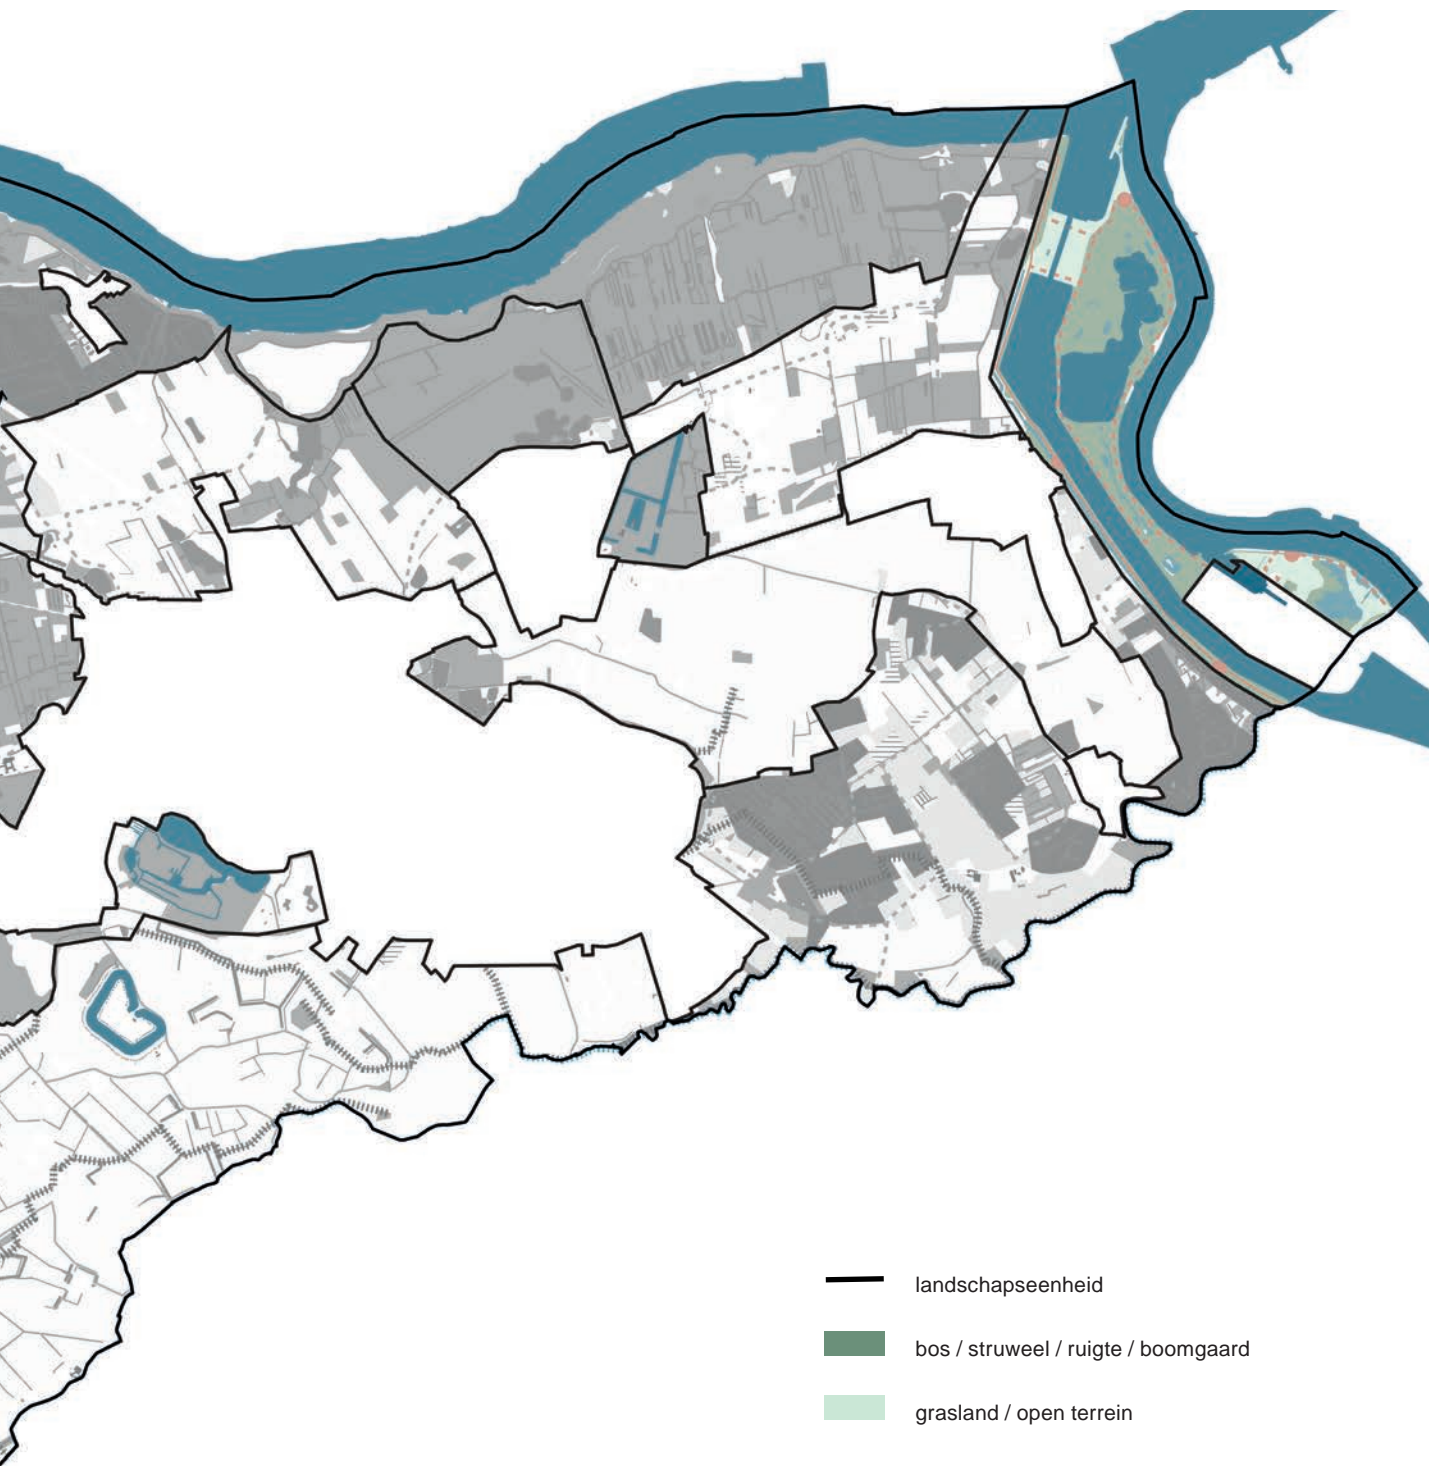 landschapseenheid
bos / struweel / ruigte / boomgaard
grasland / open terrein